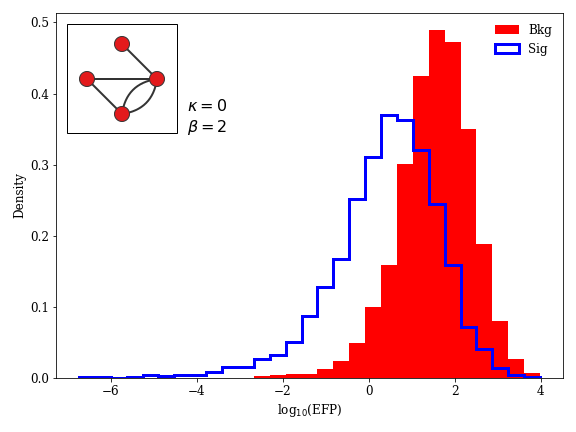 Bkg
Sig
κ = 0
β = 2
Density
0.5
0.4
0.3
0.2
0.1
0.0
−6
−4
−2
0
2
4
log₁₀(EFP)